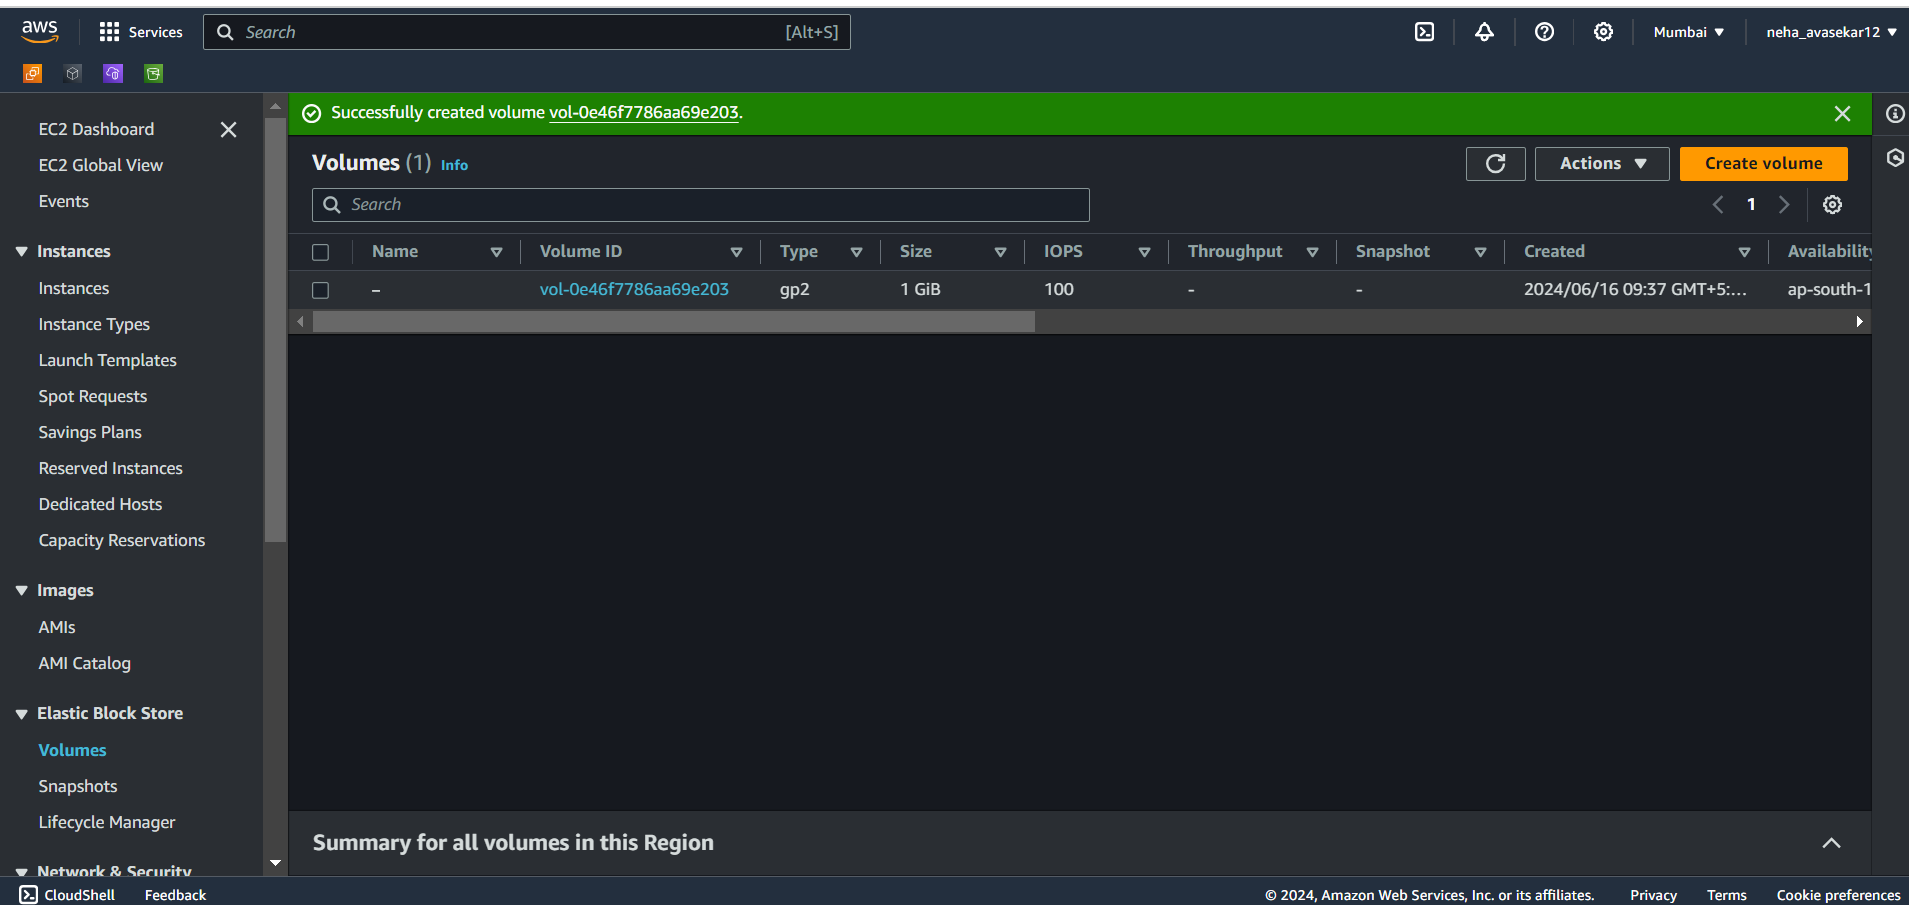 aws
Services
Search
[Alt+S]
Mumbai
neha_avasekar12
EC2 Dashboard
EC2 Global View
Events
Instances
Instances
Instance Types
Launch Templates
Spot Requests
Savings Plans
Reserved Instances
Dedicated Hosts
Capacity Reservations
Images
AMIs
AMI Catalog
Elastic Block Store
Volumes
Snapshots
Lifecycle Manager
Network & Security
Successfully created volume vol-0e46f7786aa69e203.
Volumes (1) Info
Actions
Create volume
Search
1
Name Volume ID Type Size IOPS Throughput Snapshot Created Availability
– vol-0e46f7786aa69e203 gp2 1 GiB 100 - - 2024/06/16 09:37 GMT+5:... ap-south-1
Summary for all volumes in this Region
CloudShell Feedback © 2024, Amazon Web Services, Inc. or its affiliates. Privacy Terms Cookie preferences